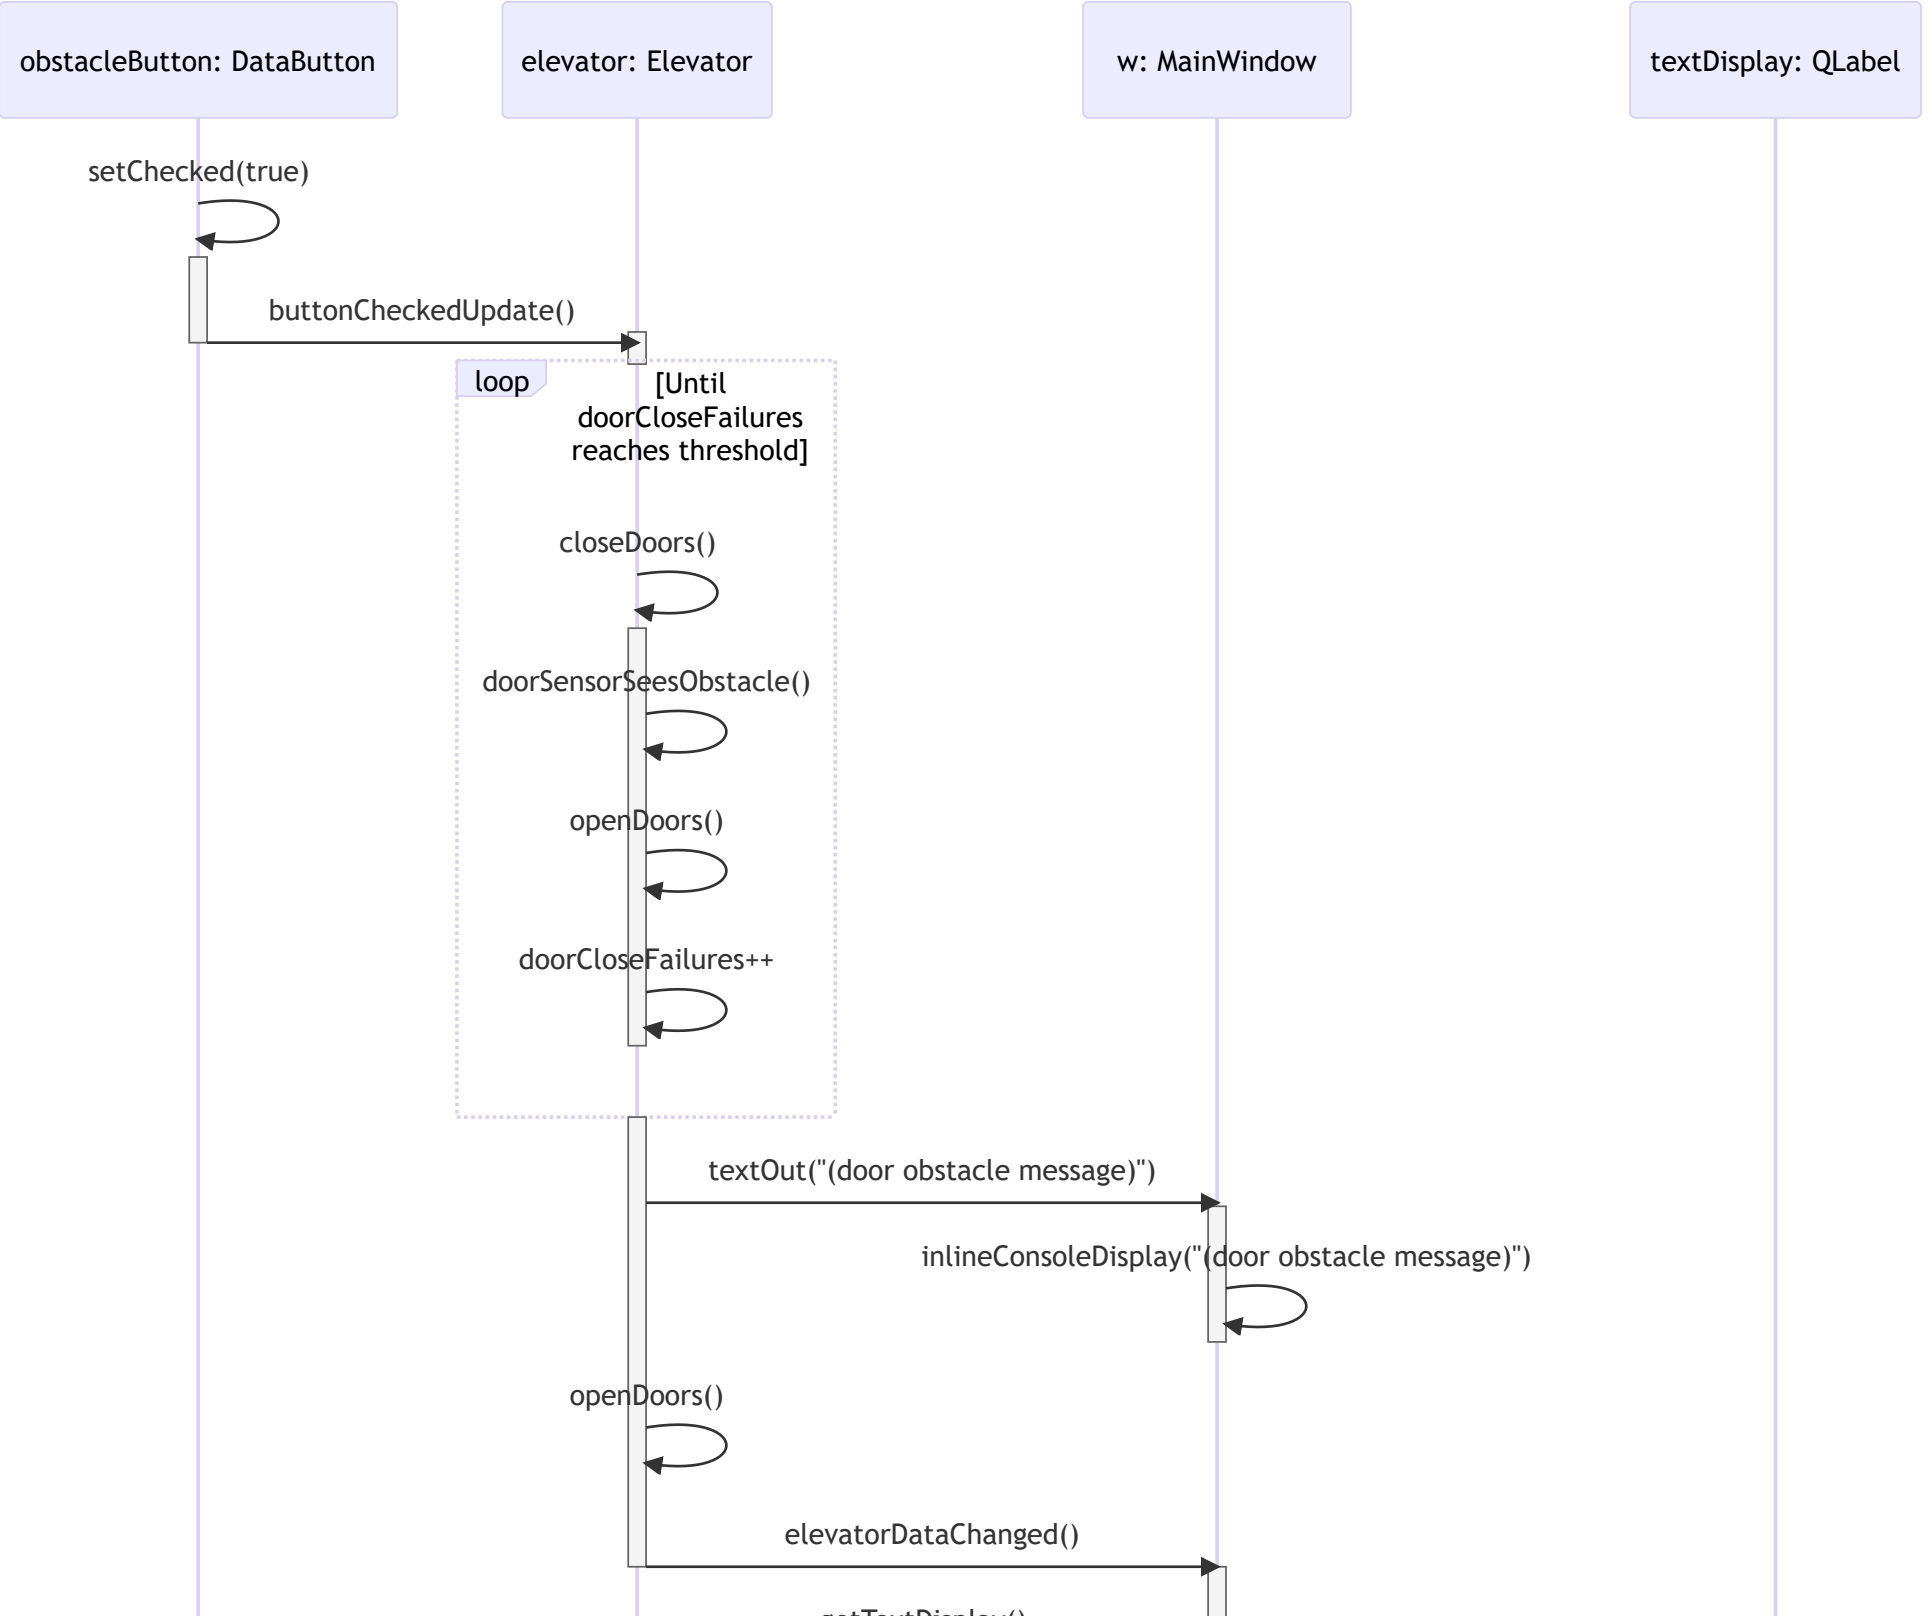 obstacleButton: DataButton
elevator: Elevator
w: MainWindow
textDisplay: QLabel
setChecked(true)
buttonCheckedUpdate()
loop
[Until
doorCloseFailures
reaches threshold]
closeDoors()
doorSensorSeesObstacle()
openDoors()
doorCloseFailures++
textOut("(door obstacle message)")
inlineConsoleDisplay("(door obstacle message)")
openDoors()
elevatorDataChanged()